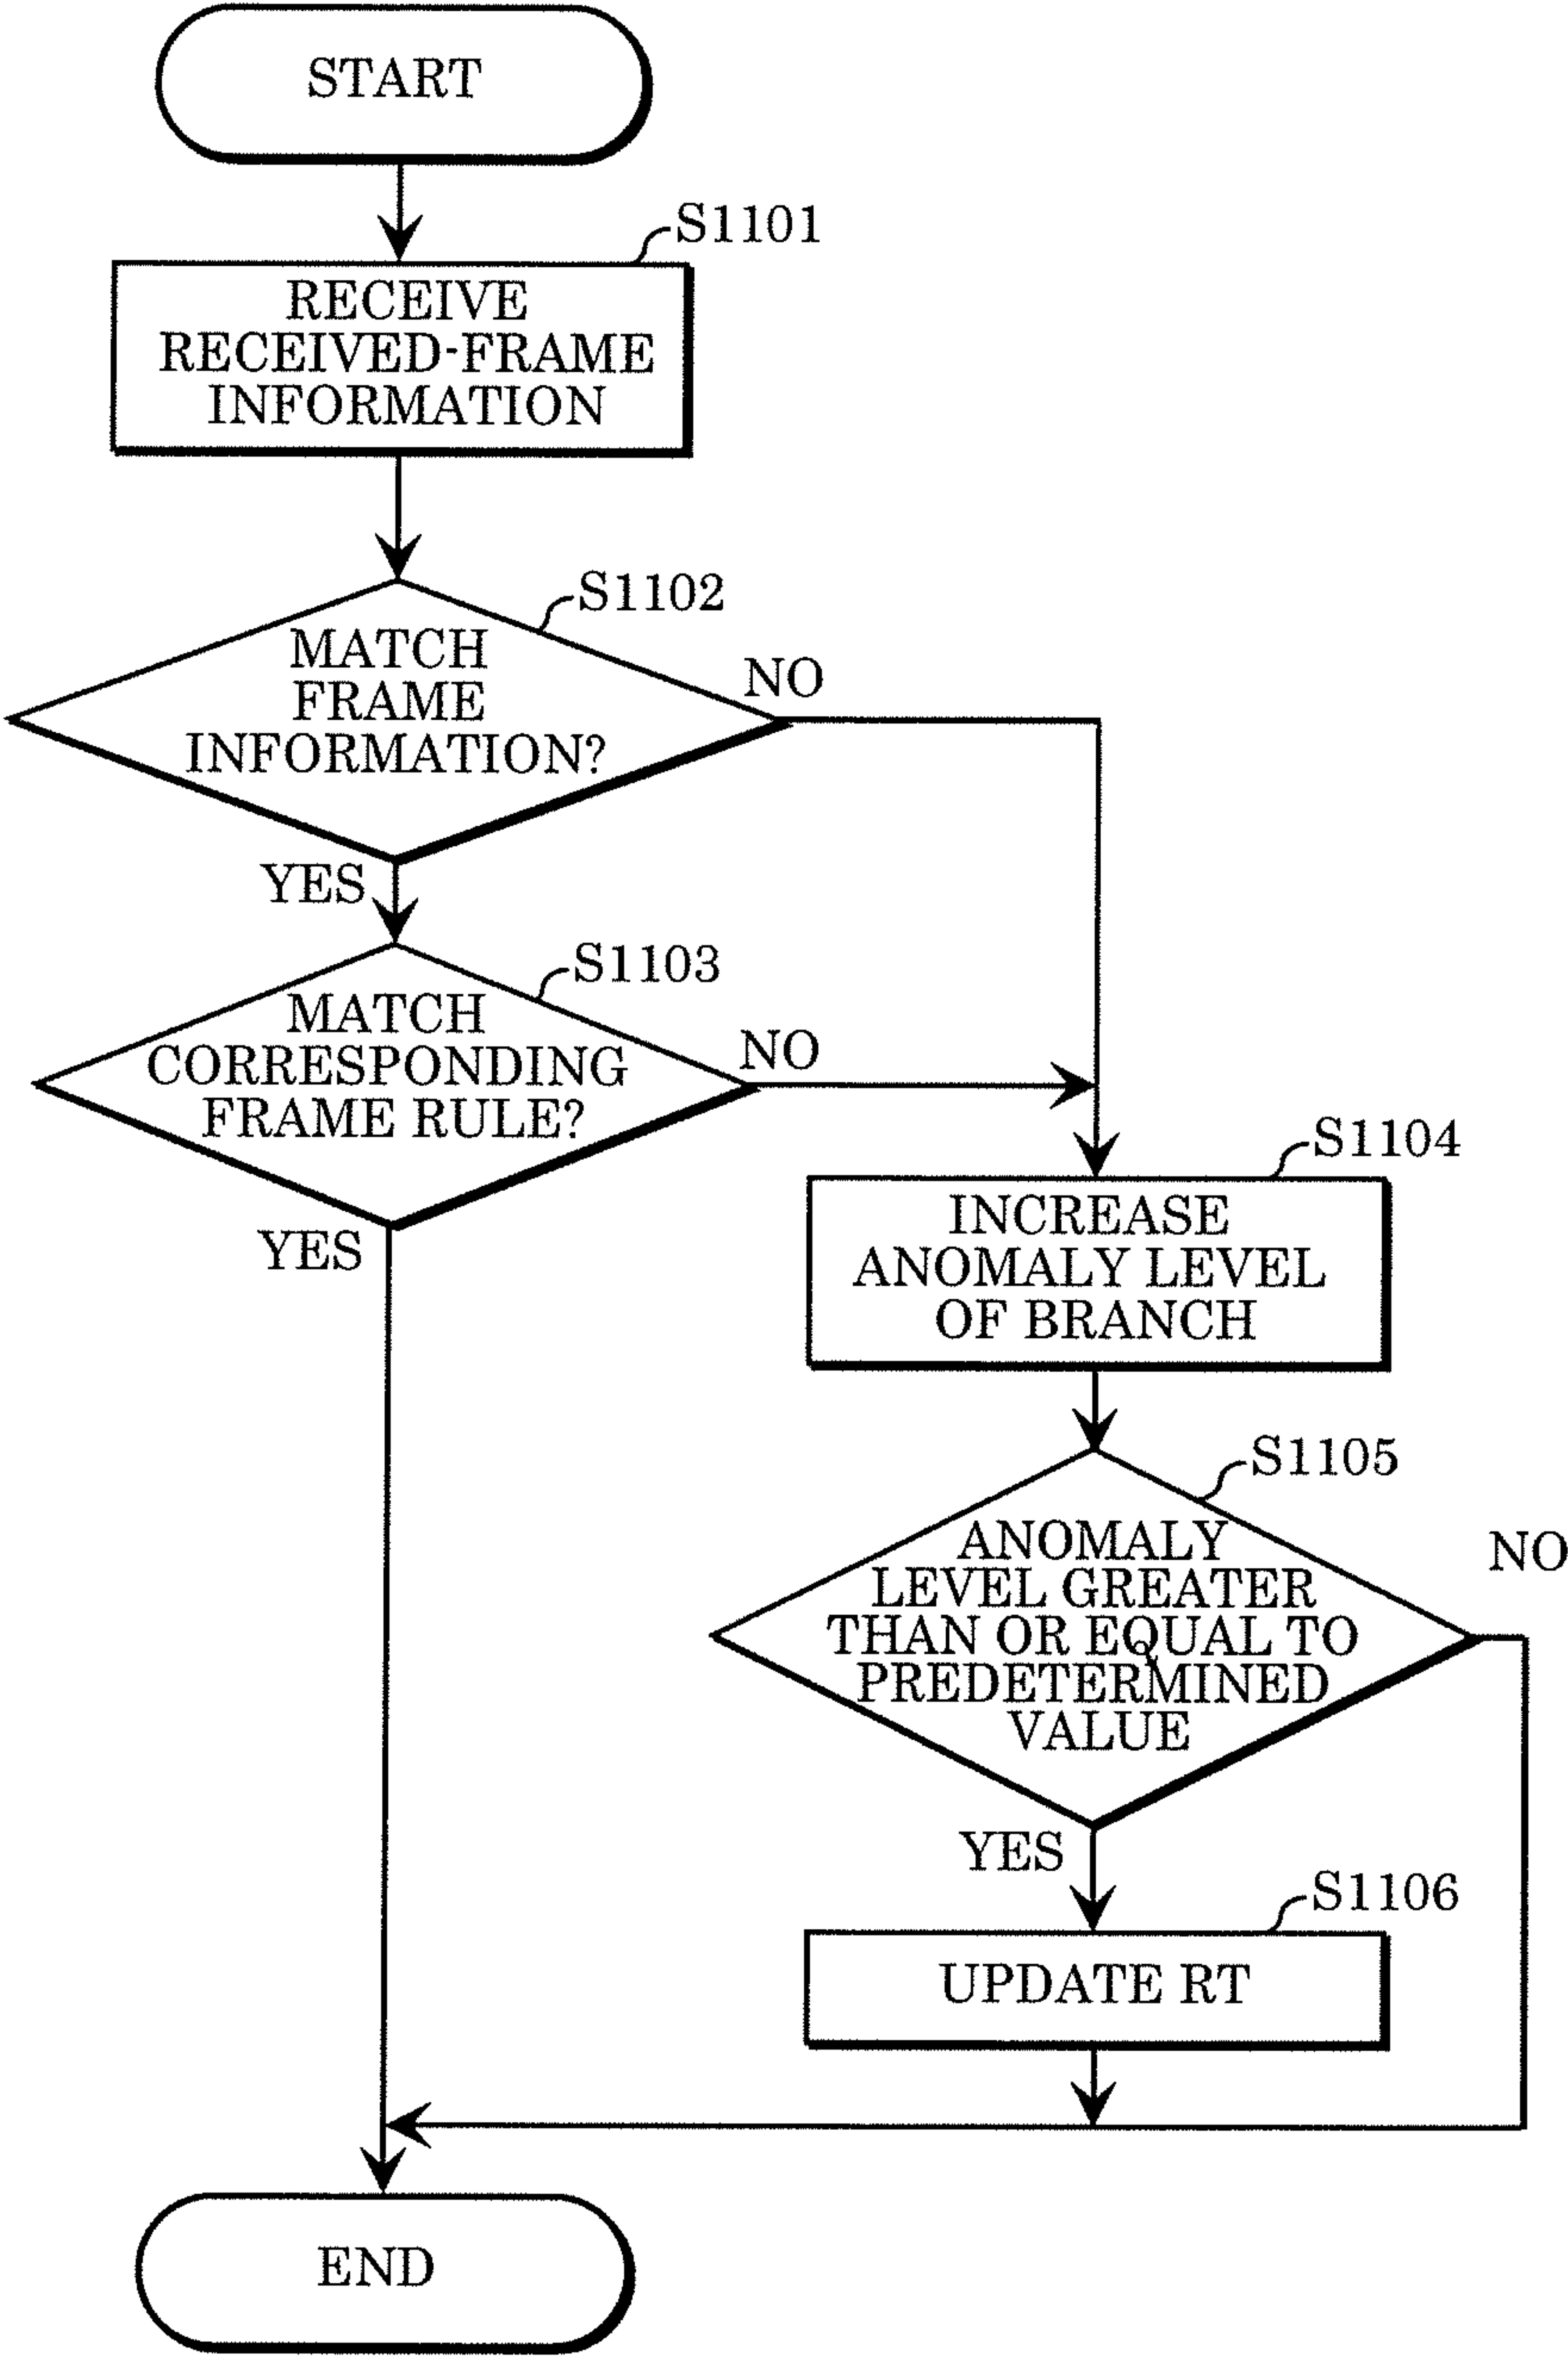 START
S1101
RECEIVE
RECEIVED-FRAME
INFORMATION
S1102
MATCH
FRAME
INFORMATION?
NO
YES
S1103
MATCH
CORRESPONDING
FRAME RULE?
NO
YES
S1104
INCREASE
ANOMALY LEVEL
OF BRANCH
S1105
ANOMALY
LEVEL GREATER
THAN OR EQUAL TO
PREDETERMINED
VALUE
NO
YES
S1106
UPDATE RT
END